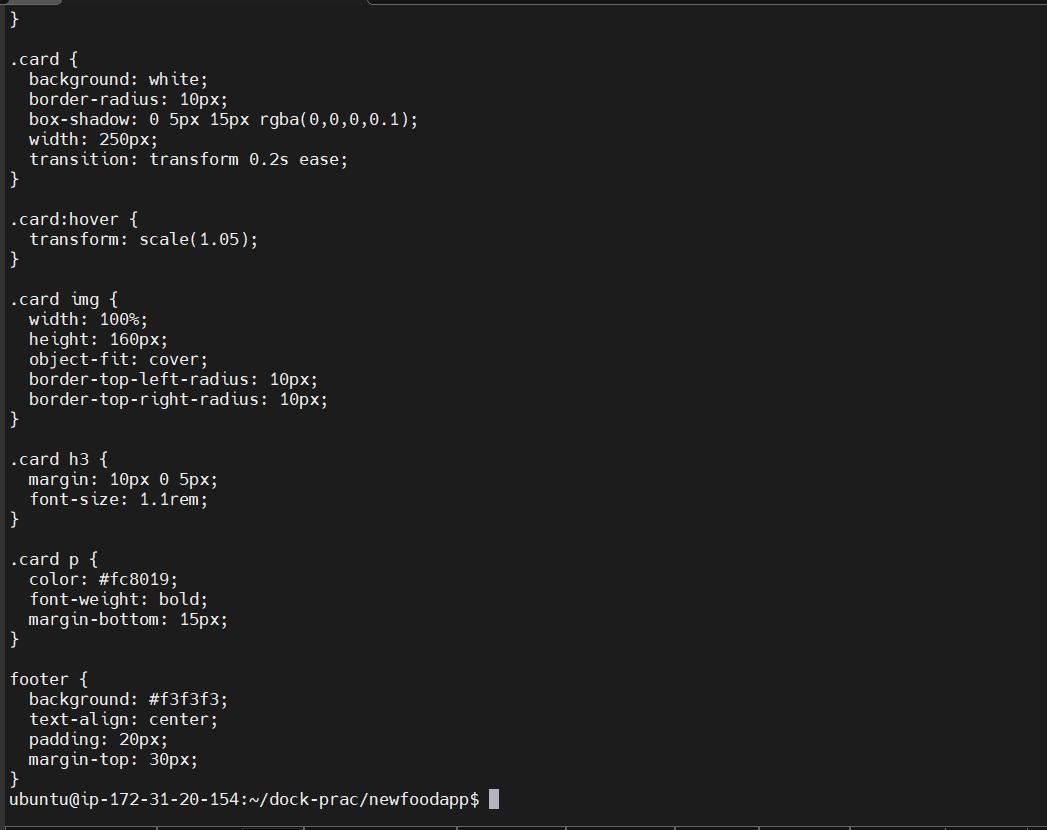 }
.card {
  background: white;
  border-radius: 10px;
  box-shadow: 0 5px 15px rgba(0,0,0,0.1);
  width: 250px;
  transition: transform 0.2s ease;
}
.card:hover {
  transform: scale(1.05);
}
.card img {
  width: 100%;
  height: 160px;
  object-fit: cover;
  border-top-left-radius: 10px;
  border-top-right-radius: 10px;
}
.card h3 {
  margin: 10px 0 5px;
  font-size: 1.1rem;
}
.card p {
  color: #fc8019;
  font-weight: bold;
  margin-bottom: 15px;
}
footer {
  background: #f3f3f3;
  text-align: center;
  padding: 20px;
  margin-top: 30px;
}
ubuntu@ip-172-31-20-154:~/dock-prac/newfoodapp$